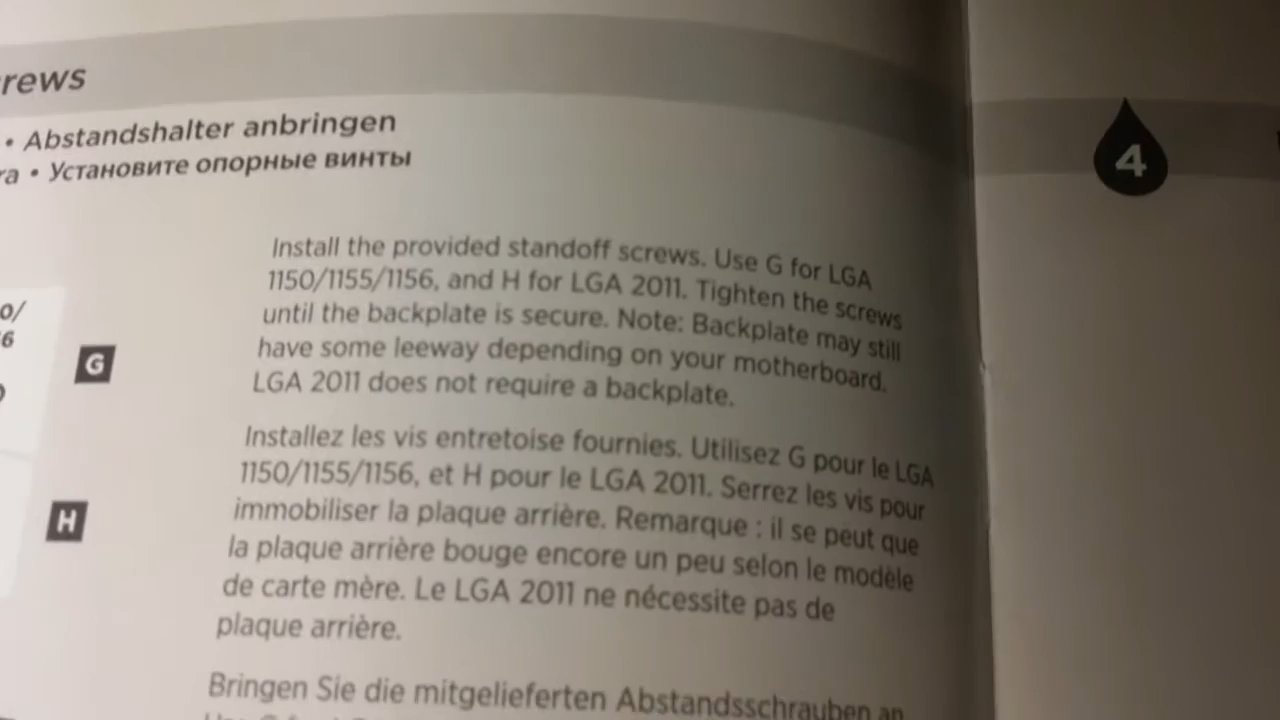 rews
• Abstandshalter anbringen
ra • Установите опорные винты
4
Install the provided standoff screws. Use G for LGA
1150/1155/1156, and H for LGA 2011. Tighten the screws
until the backplate is secure. Note: Backplate may still
have some leeway depending on your motherboard.
LGA 2011 does not require a backplate.
0/
6
G
Installez les vis entretoise fournies. Utilisez G pour le LGA
1150/1155/1156, et H pour le LGA 2011. Serrez les vis pour
immobiliser la plaque arrière. Remarque : il se peut que
la plaque arrière bouge encore un peu selon le modèle
de carte mère. Le LGA 2011 ne nécessite pas de
plaque arrière.
H
Bringen Sie die mitgelieferten Abstandsschrauben an